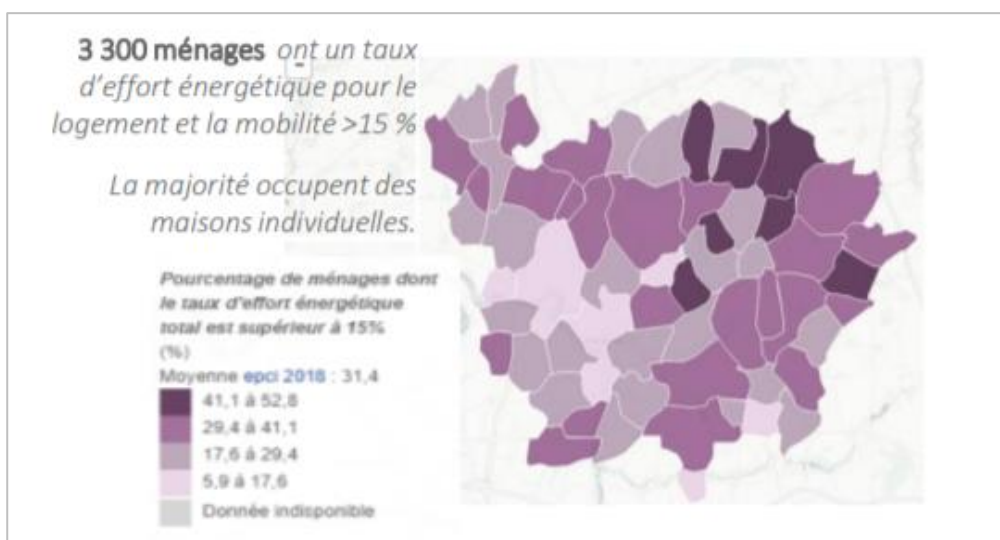 3 300 ménages ont un taux
d'effort énergétique pour le
logement et la mobilité >15 %
La majorité occupent des
maisons individuelles.
Pourcentage de ménages dont
le taux d'effort énergétique
total est supérieur à 15%
(%)
Moyenne epci 2018 : 31,4
41,1 à 52,8
29,4 à 41,1
17,6 à 29,4
5,9 à 17,6
Donnée indisponible